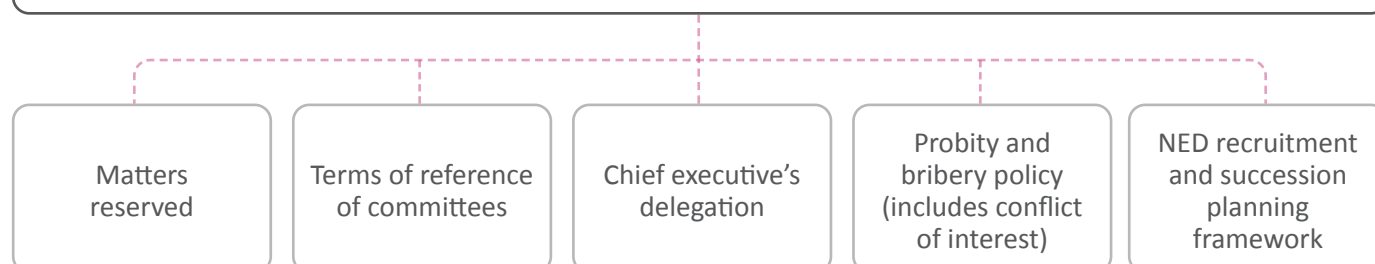 Matters
reserved
Terms of reference
of committees
Chief executive’s
delegation
Probity and
bribery policy
(includes conflict
of interest)
NED recruitment
and succession
planning
framework